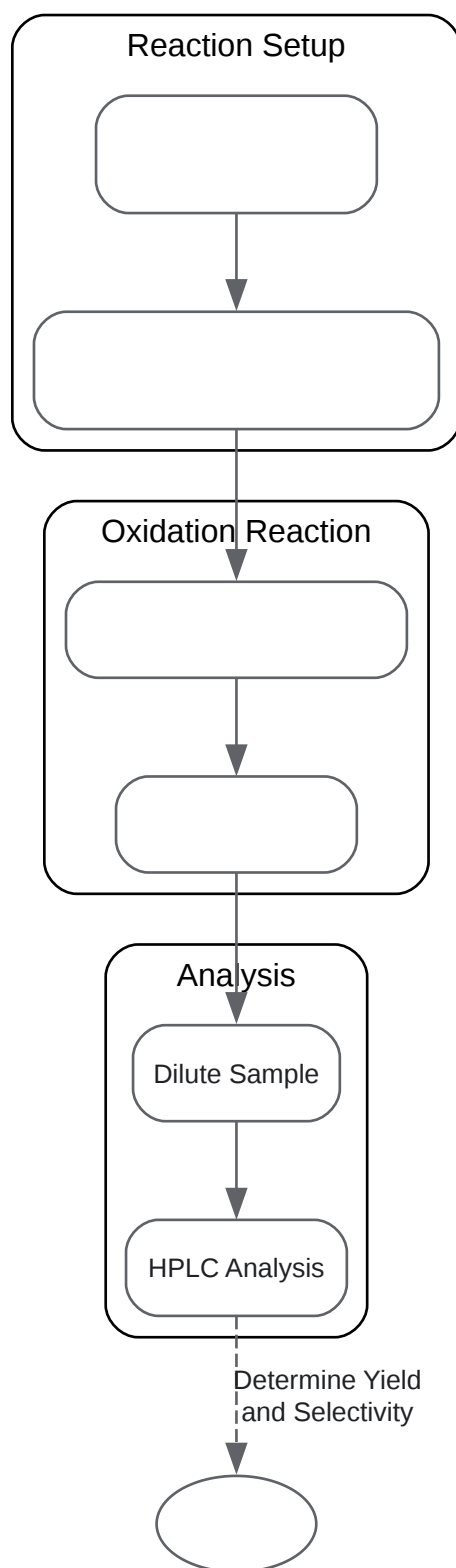 Reaction Setup
Oxidation Reaction
Analysis
Dilute Sample
HPLC Analysis
Determine Yield
and Selectivity